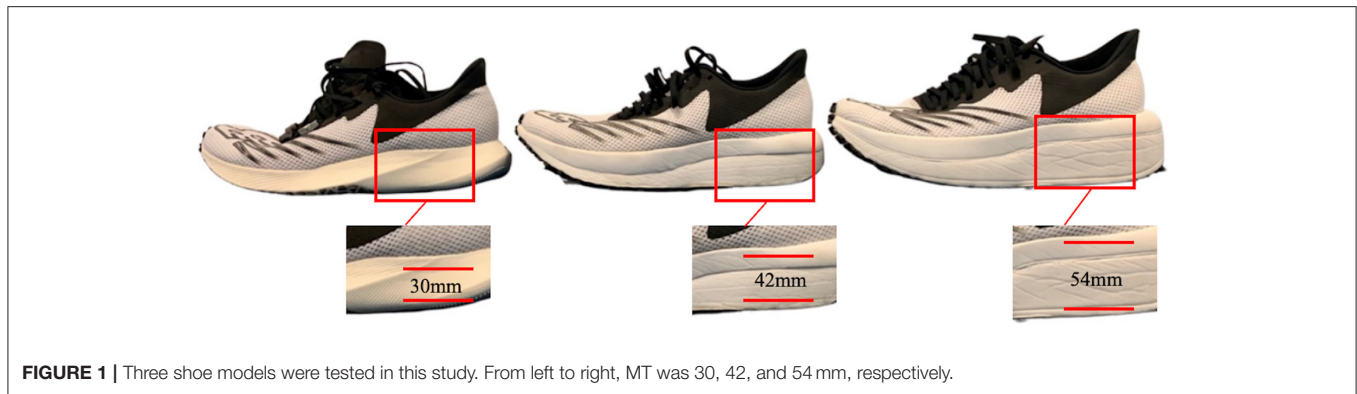 30mm
42mm
54mm
FIGURE 1 | Three shoe models were tested in this study. From left to right, MT was 30, 42, and 54 mm, respectively.